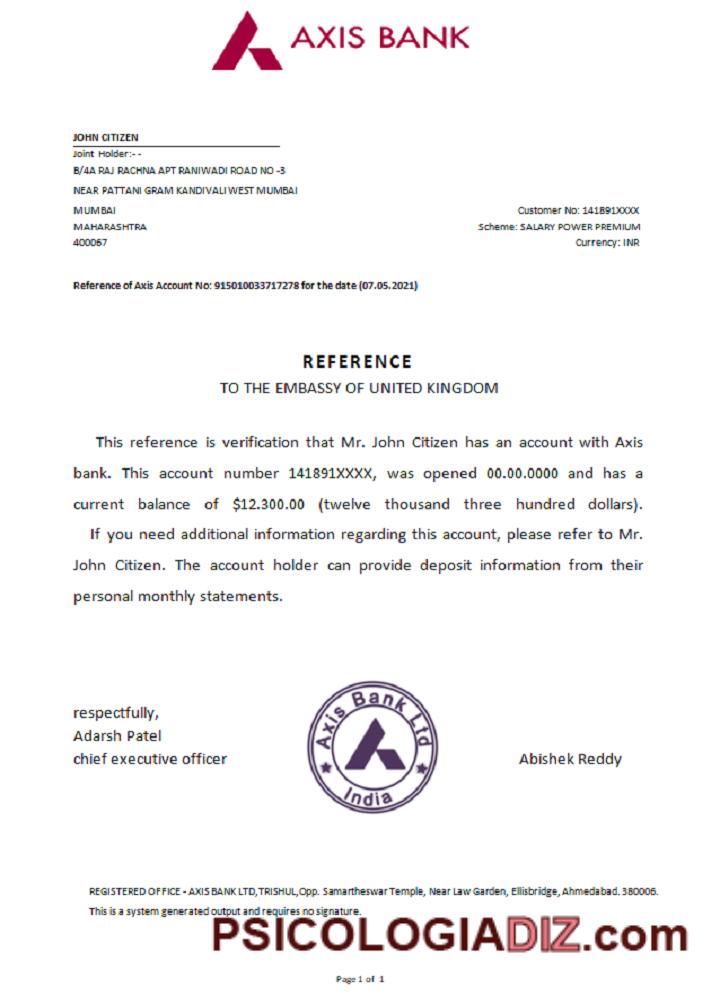 AXIS BANK
JOHN CITIZEN
Joint Holder:- -
B/4A RAJ RACHNA APT RANIWADI ROAD NO -3
NEAR PATTANI GRAM KANDIVALI WEST MUMBAI
MUMBAI
MAHARASHTRA
400067
Customer No: 141891XXXX
Scheme: SALARY POWER PREMIUM
Currency: INR
Reference of Axis Account No: 915010033717278 for the date (07.05.2021)
REFERENCE
TO THE EMBASSY OF UNITED KINGDOM
This reference is verification that Mr. John Citizen has an account with Axis
bank. This account number 141891XXXX, was opened 00.00.0000 and has a
current balance of $12.300.00 (twelve thousand three hundred dollars).
If you need additional information regarding this account, please refer to Mr.
John Citizen. The account holder can provide deposit information from their
personal monthly statements.
respectfully,
Adarsh Patel
chief executive officer
Axis Bank Ltd
India
Abishek Reddy
REGISTERED OFFICE - AXIS BANK LTD,TRISHUL,Opp. Samartheswar Temple, Near Law Garden, Ellisbridge, Ahmedabad. 380006.
This is a system generated output and requires no signature.
PSICOLOGIADIZ.com
Page 1 of 1